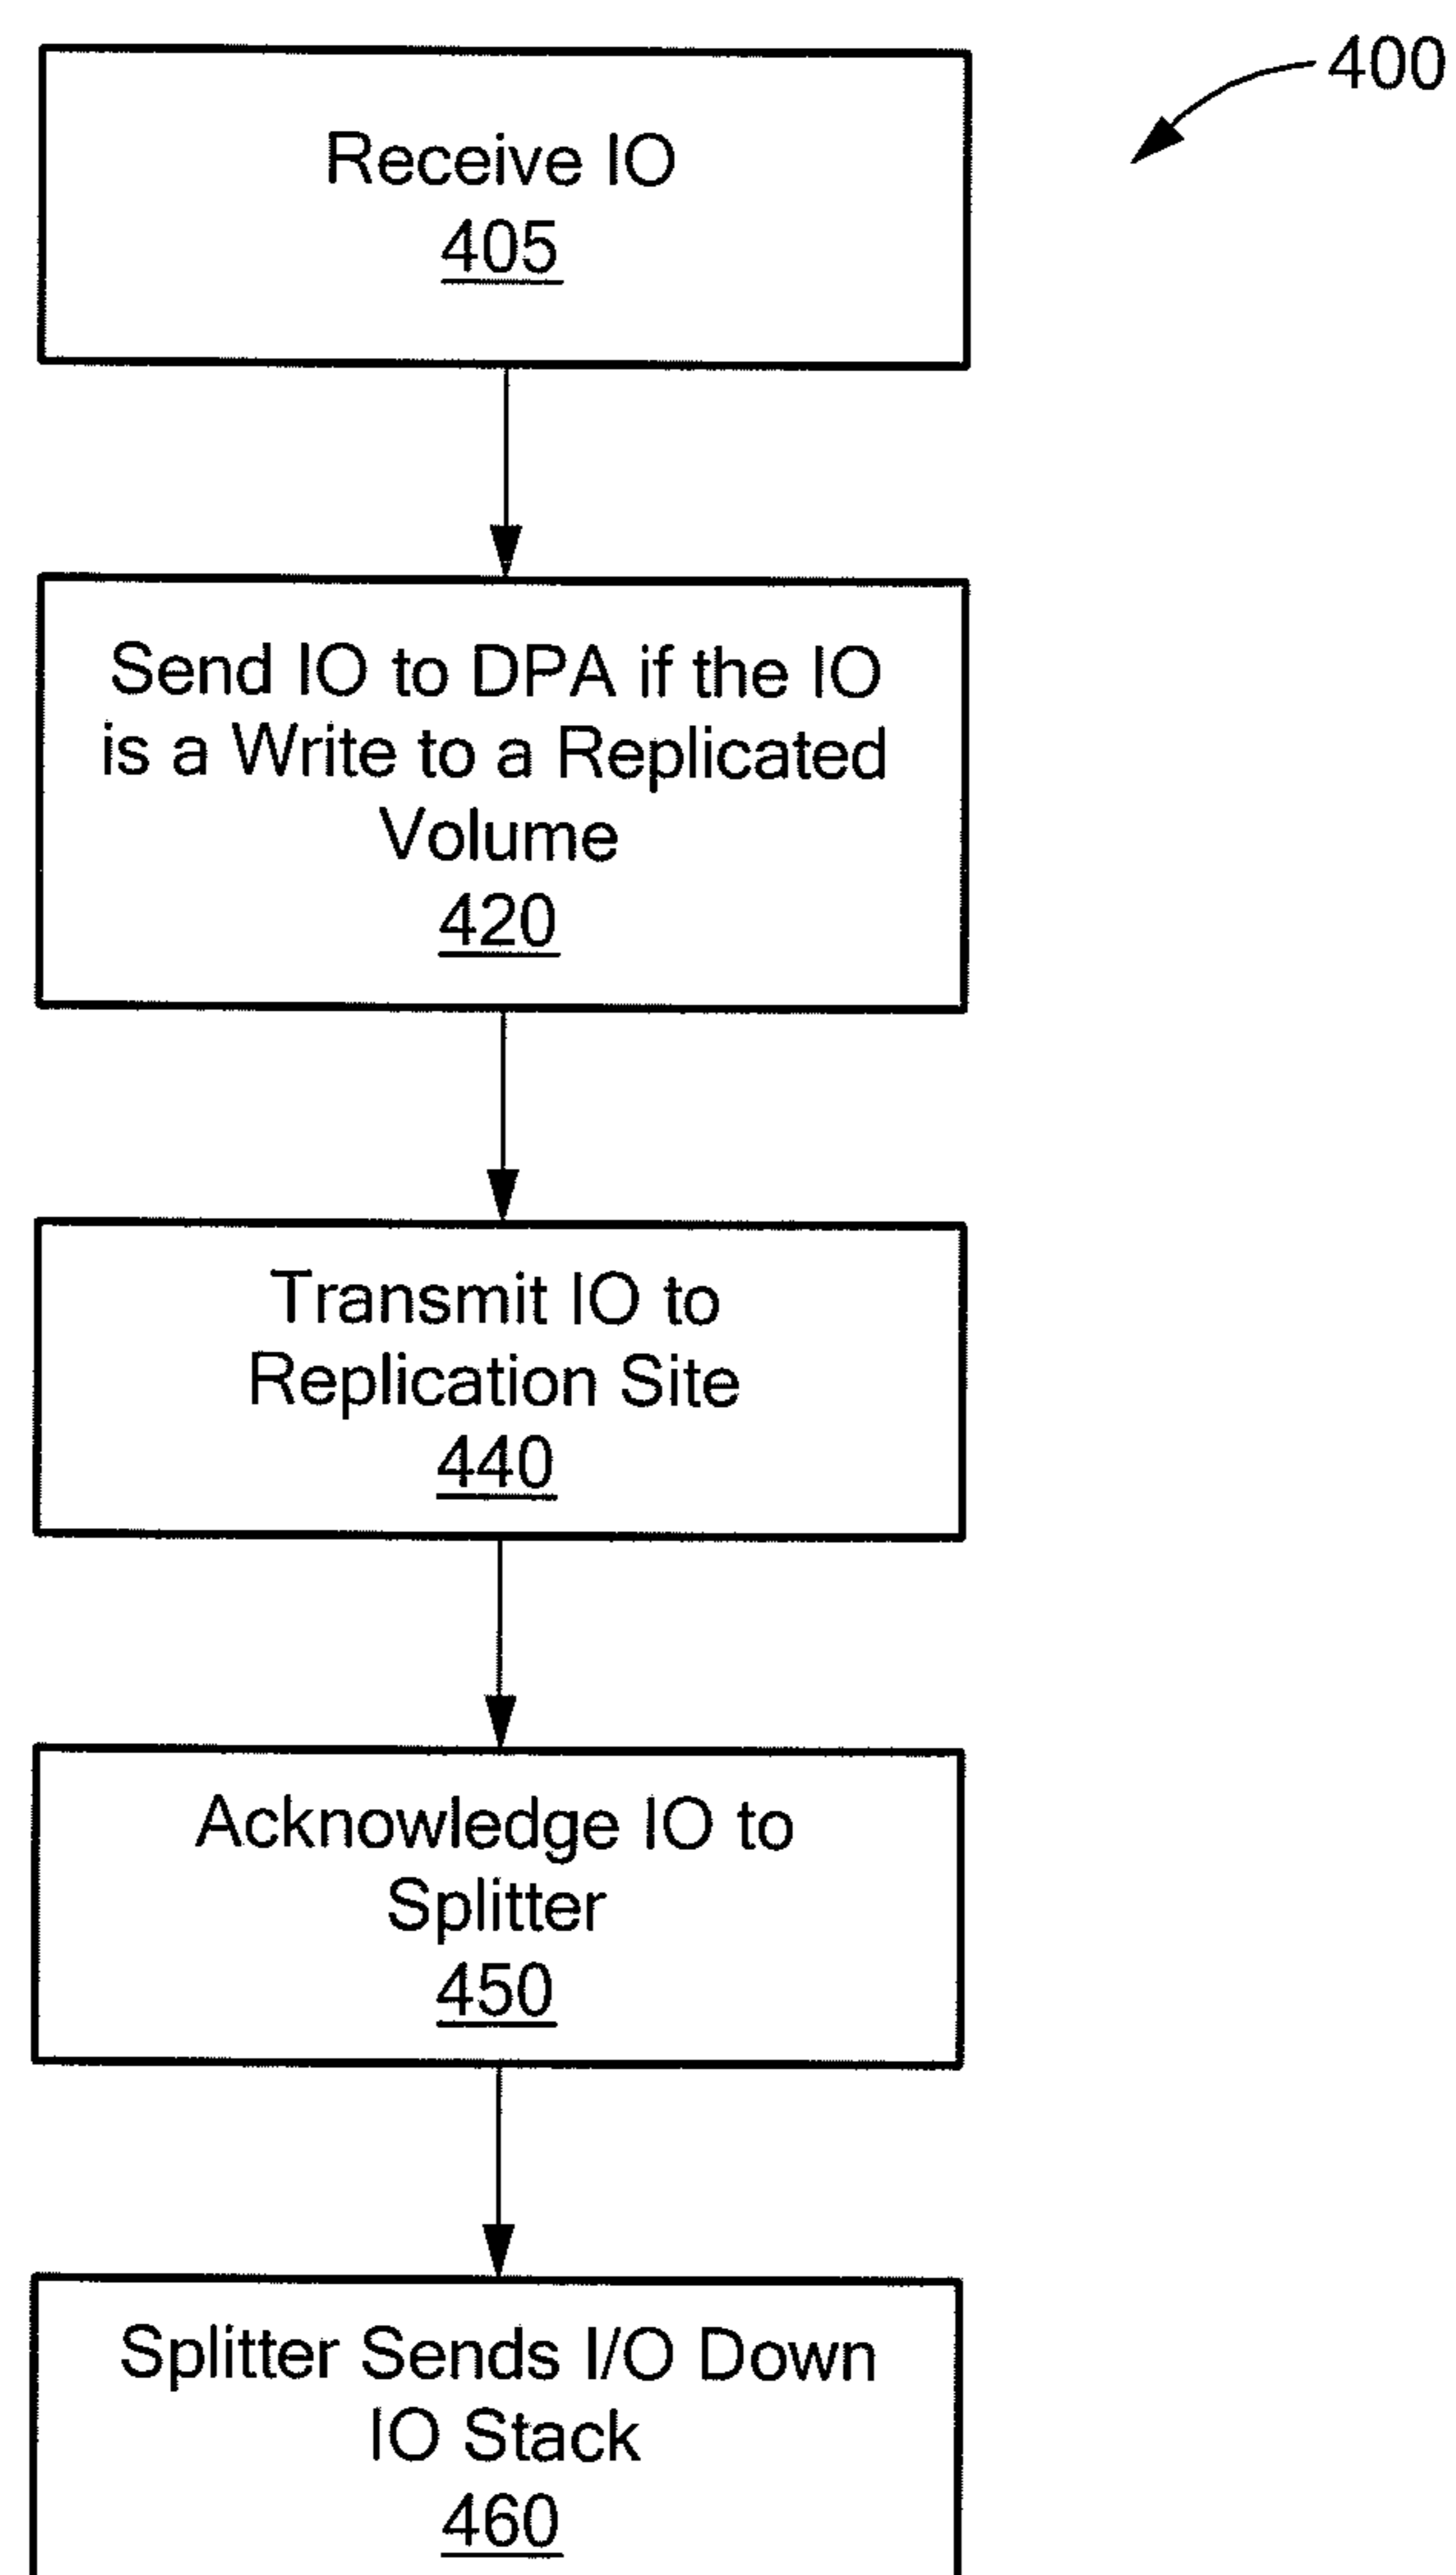 400
Receive IO
405
Send IO to DPA if the IO
is a Write to a Replicated
Volume
420
Transmit IO to
Replication Site
440
Acknowledge IO to
Splitter
450
Splitter Sends I/O Down
IO Stack
460